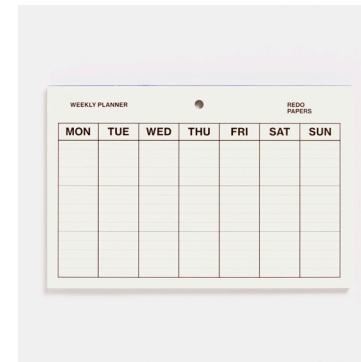 WEEKLY PLANNER
REDO
PAPERS
MON TUE WED THU FRI SAT SUN